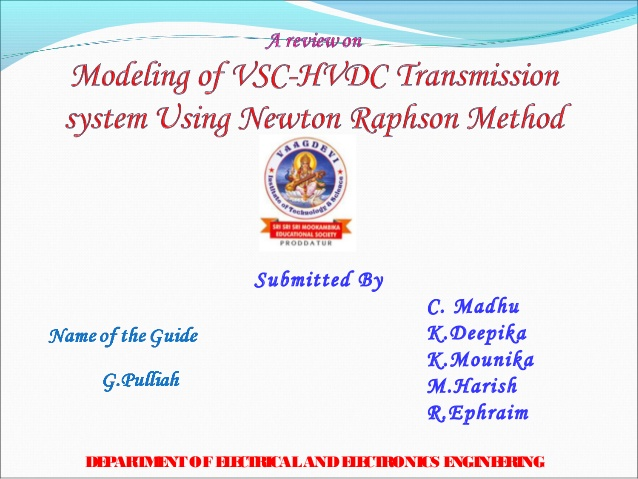 A review on
Modeling of VSC-HVDC Transmission
system Using Newton Raphson Method
VAAGDEVI
Institute of Technology & Science
SRI SRI SRI MOOKAMBIKA
EDUCATIONAL SOCIETY
PRODDATUR
Submitted By
C. Madhu
K.Deepika
K.Mounika
M.Harish
R.Ephraim
Name of the Guide
G.Pulliah
DEPARTMENT OF ELECTRICAL AND ELECTRONICS ENGINEERING